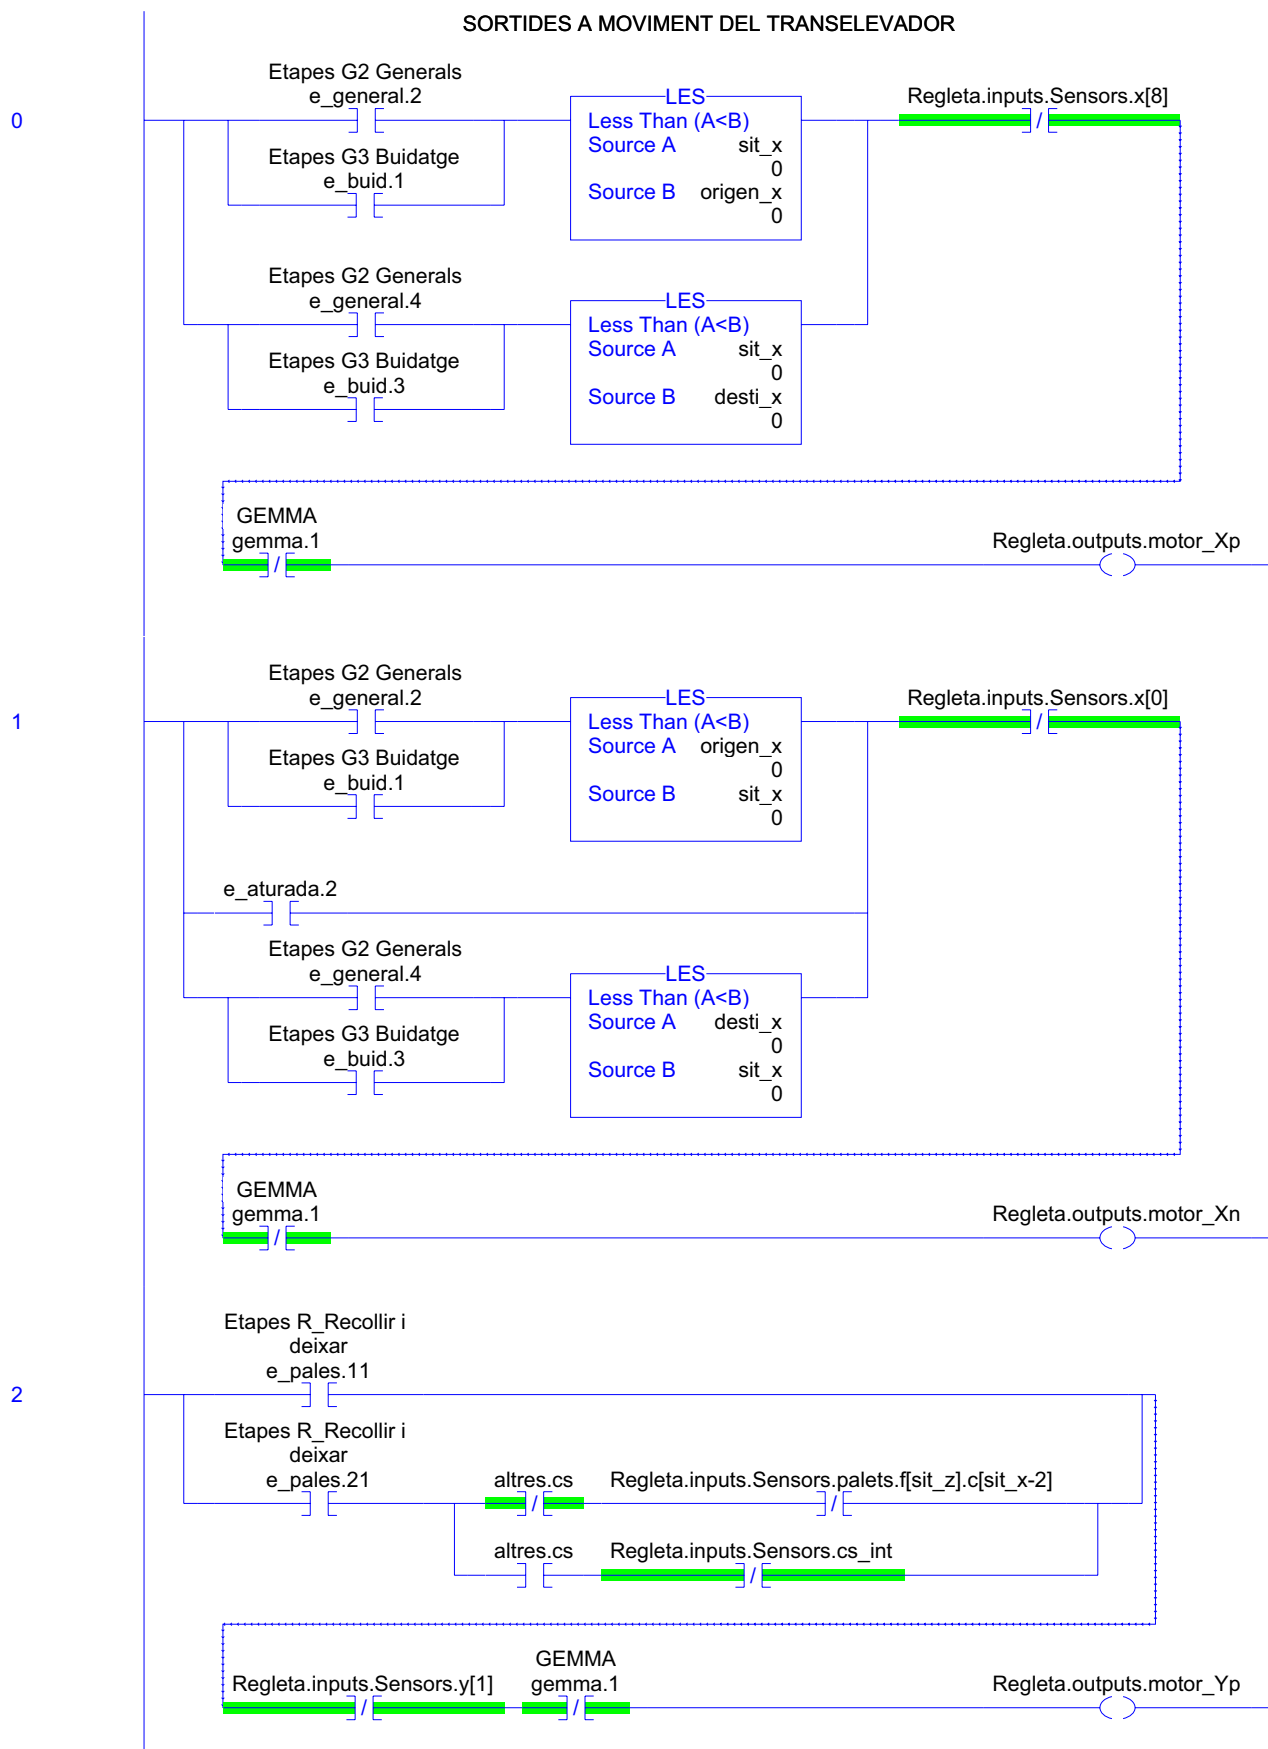 SORTIDES A MOVIMENT DEL TRANSELEVADOR
0
Etapes G2 Generals
e_general.2
LES
Less Than (A<B)
Source A sit_x
0
Source B origen_x
0
Regleta.inputs.Sensors.x[8]
/
Etapes G3 Buidatge
e_buid.1
Etapes G2 Generals
e_general.4
LES
Less Than (A<B)
Source A sit_x
0
Source B desti_x
0
Etapes G3 Buidatge
e_buid.3
GEMMA
gemma.1
/
Regleta.outputs.motor_Xp
1
Etapes G2 Generals
e_general.2
LES
Less Than (A<B)
Source A origen_x
0
Source B sit_x
0
Regleta.inputs.Sensors.x[0]
/
Etapes G3 Buidatge
e_buid.1
e_aturada.2
Etapes G2 Generals
e_general.4
LES
Less Than (A<B)
Source A desti_x
0
Source B sit_x
0
Etapes G3 Buidatge
e_buid.3
GEMMA
gemma.1
/
Regleta.outputs.motor_Xn
2
Etapes R_Recollir i
deixar
e_pales.11
Etapes R_Recollir i
deixar
e_pales.21
altres.cs
/
Regleta.inputs.Sensors.palets.f[sit_z].c[sit_x-2]
/
altres.cs
Regleta.inputs.Sensors.cs_int
/
Regleta.inputs.Sensors.y[1]
/
GEMMA
gemma.1
/
Regleta.outputs.motor_Yp